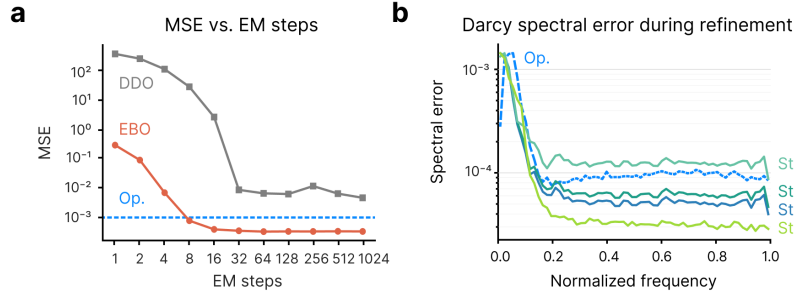 a
MSE vs. EM steps
MSE
10²
10¹
10⁰
10⁻¹
10⁻²
10⁻³
DDO
EBO
Op.
1 2 4 8 16 32 64 128 256 512 1024
EM steps
b
Darcy spectral error during refinement
Spectral error
10⁻³
10⁻⁴
Op.
St
St
St
St
0.0 0.2 0.4 0.6 0.8 1.0
Normalized frequency